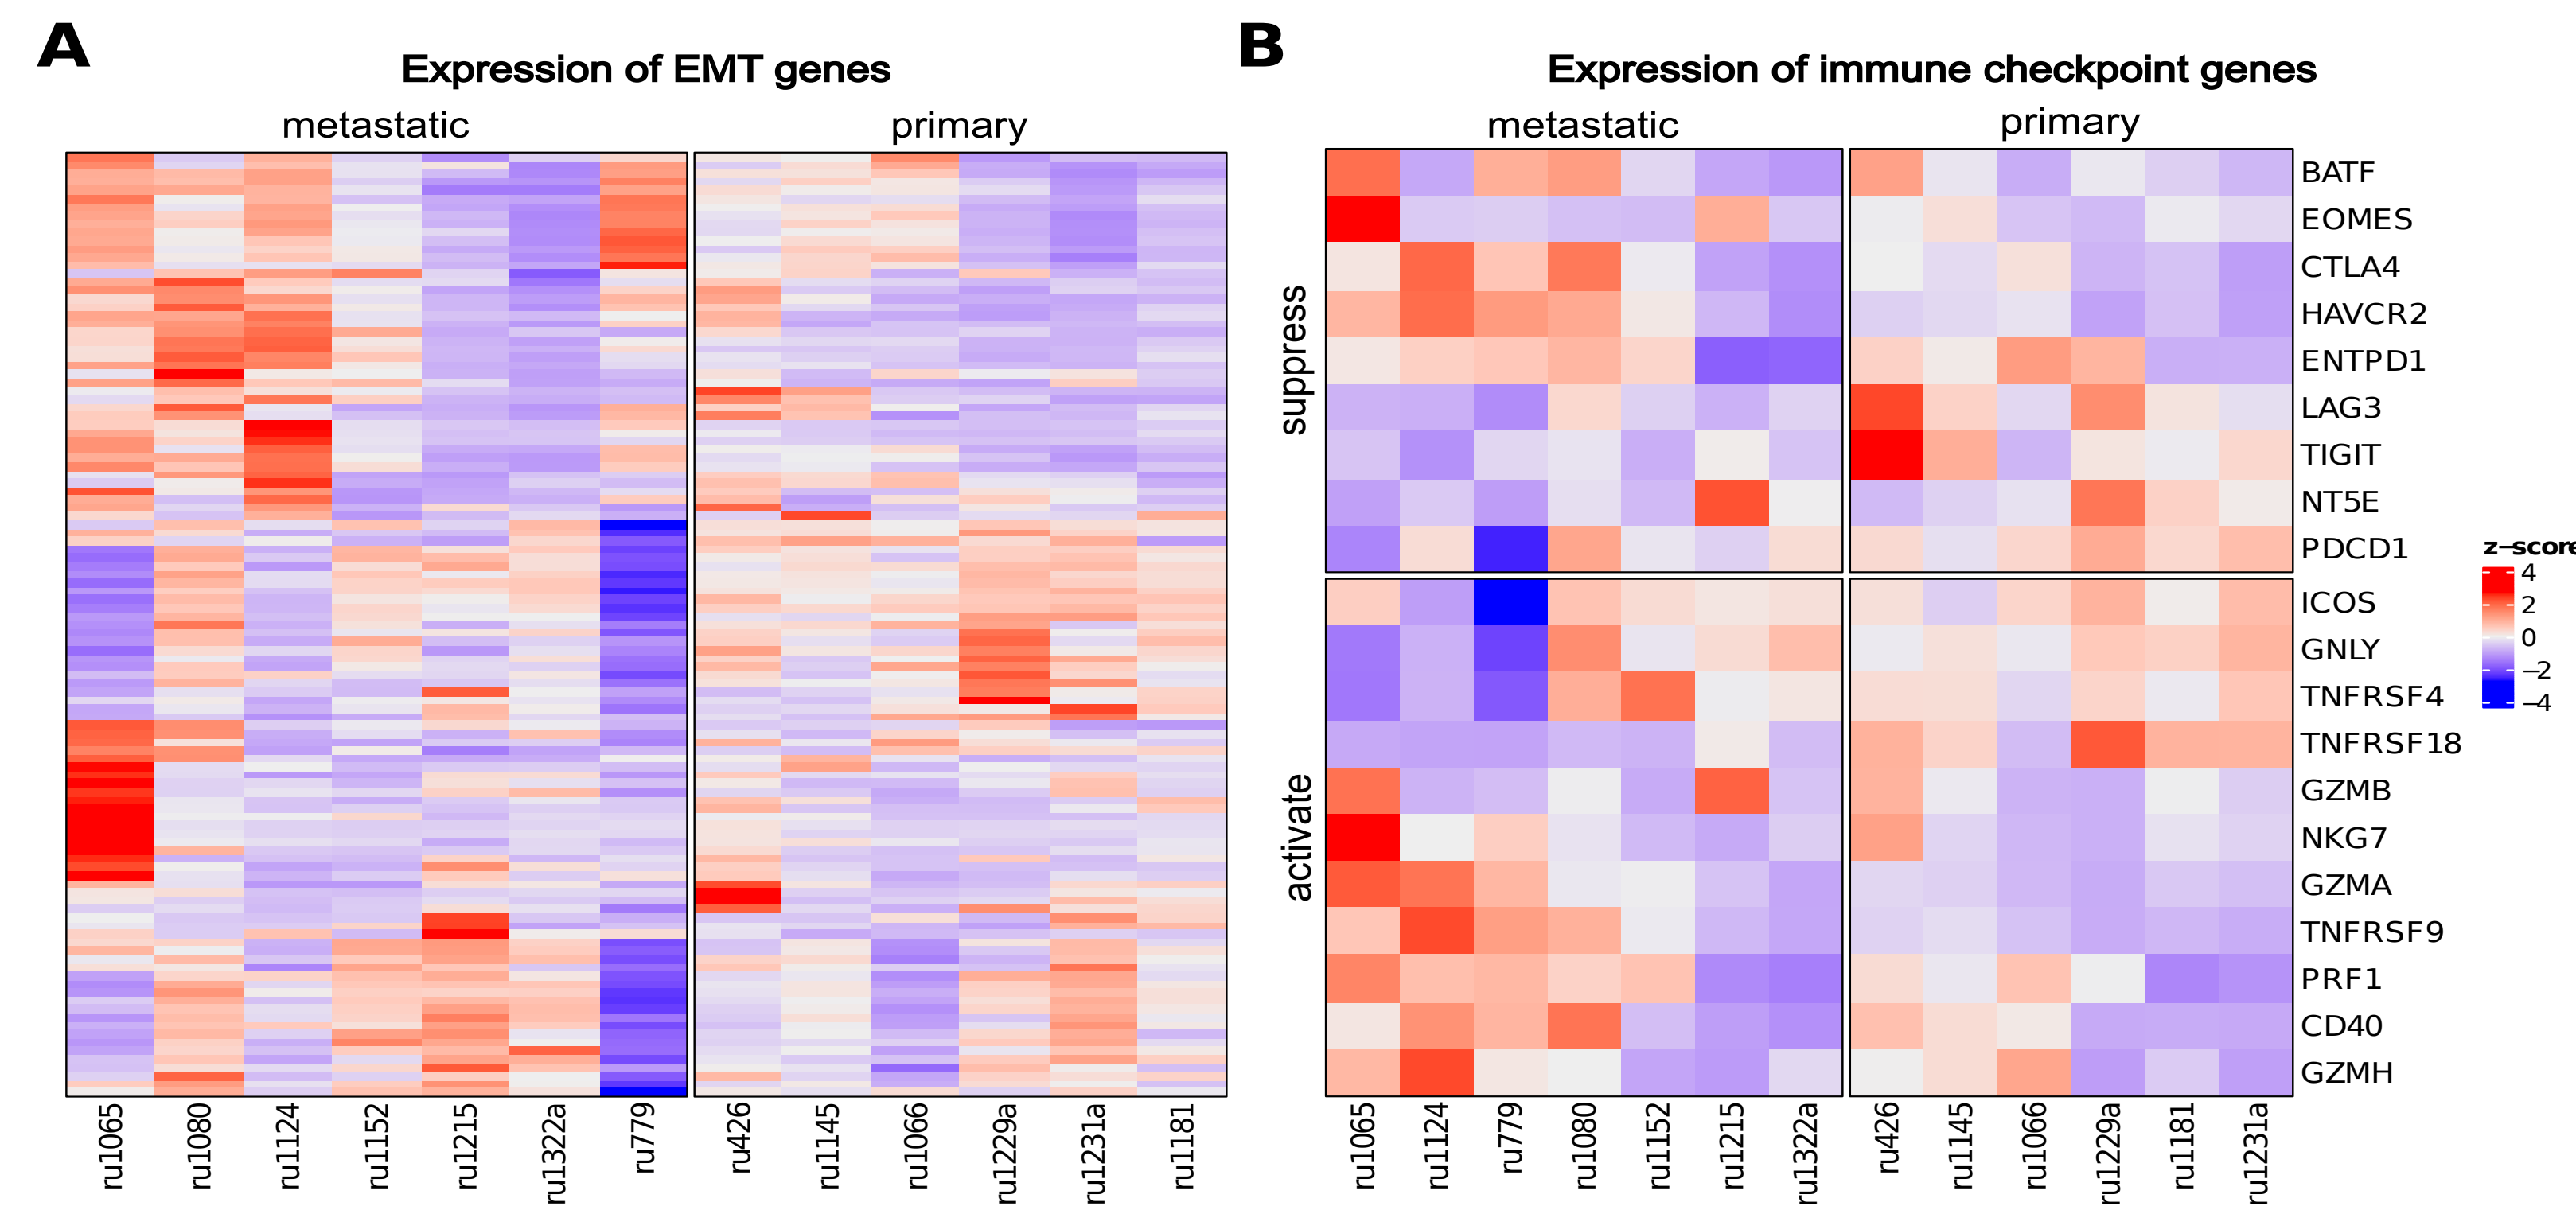 A
Expression of EMT genes
metastatic
primary
ru1065
ru1080
ru1124
ru1152
ru1215
ru1322a
ru779
ru426
ru1145
ru1066
ru1229a
ru1231a
ru1181
B
Expression of immune checkpoint genes
metastatic
primary
suppress
activate
BATF
EOMES
CTLA4
HAVCR2
ENTPD1
LAG3
TIGIT
NT5E
PDCD1
ICOS
GNLY
TNFRSF4
TNFRSF18
GZMB
NKG7
GZMA
TNFRSF9
PRF1
CD40
GZMH
ru1065
ru1124
ru779
ru1080
ru1152
ru1215
ru1322a
ru426
ru1145
ru1066
ru1229a
ru1181
ru1231a
z-score
4
2
0
−2
−4